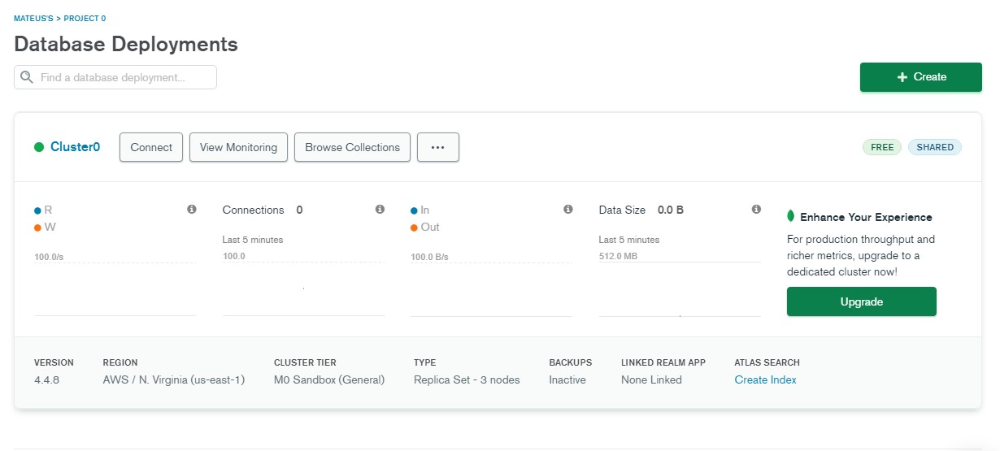 MATEUS'S > PROJECT 0
Database Deployments
Find a database deployment...
+ Create
Cluster0
Connect
View Monitoring
Browse Collections
...
FREE
SHARED
R
W
100.0/s
Connections 0
Last 5 minutes
100.0
In
Out
100.0 B/s
Data Size 0.0 B
Last 5 minutes
512.0 MB
Enhance Your Experience
For production throughput and
richer metrics, upgrade to a
dedicated cluster now!
Upgrade
VERSION
4.4.8
REGION
AWS / N. Virginia (us-east-1)
CLUSTER TIER
M0 Sandbox (General)
TYPE
Replica Set - 3 nodes
BACKUPS
Inactive
LINKED REALM APP
None Linked
ATLAS SEARCH
Create Index